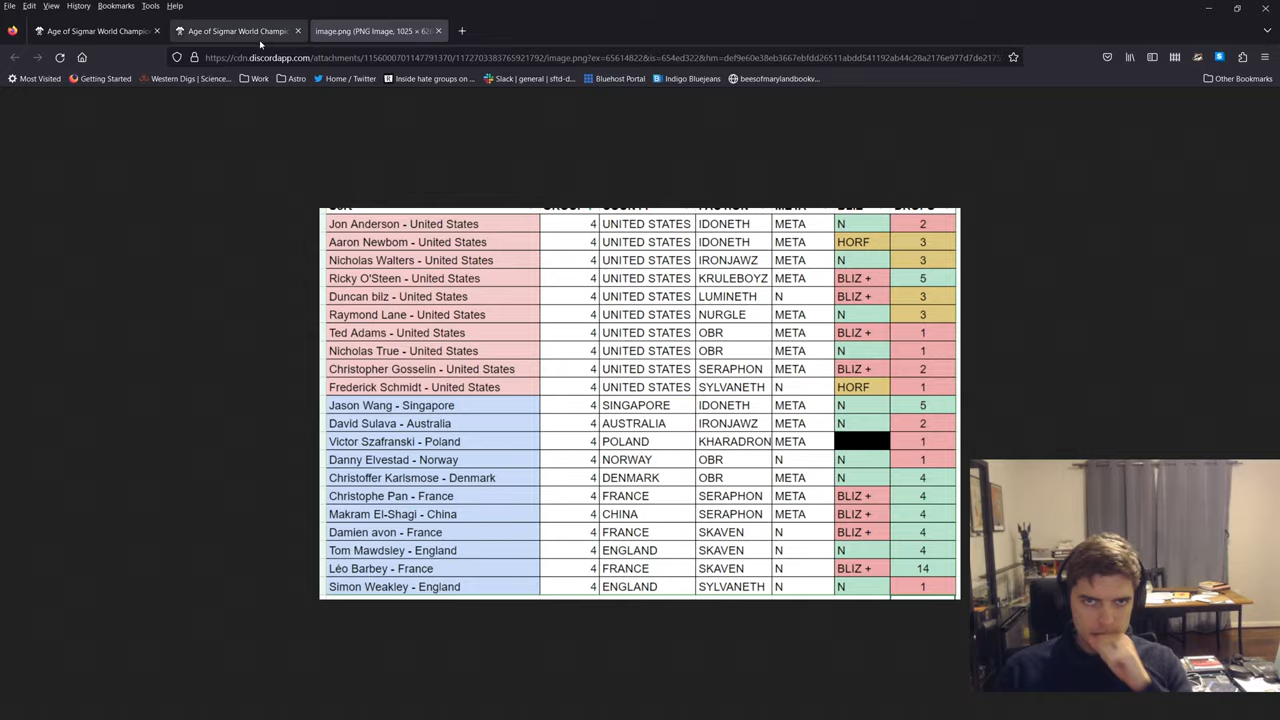 File Edit View History Bookmarks Tools Help
Age of Sigmar World Champion Age of Sigmar World Champic image.png (PNG Image, 1025 × 62
Most Visited Getting Started Western Digs | Science... Work Astro Home / Twitter Inside hate groups on ... Slack | general | sftd-d... Bluehost Portal Indigo Bluejeans beesofmarylandbookv... Other Bookmarks
Jon Anderson - United States 4 UNITED STATES IDONETH META N 2
Aaron Newbom - United States 4 UNITED STATES IDONETH META HORF 3
Nicholas Walters - United States 4 UNITED STATES IRONJAWZ META N 3
Ricky O'Steen - United States 4 UNITED STATES KRULEBOYZ META BLIZ + 5
Duncan bilz - United States 4 UNITED STATES LUMINETH N BLIZ + 3
Raymond Lane - United States 4 UNITED STATES NURGLE META N 3
Ted Adams - United States 4 UNITED STATES OBR META BLIZ + 1
Nicholas True - United States 4 UNITED STATES OBR META N 1
Christopher Gosselin - United States 4 UNITED STATES SERAPHON META BLIZ + 2
Frederick Schmidt - United States 4 UNITED STATES SYLVANETH N HORF 1
Jason Wang - Singapore 4 SINGAPORE IDONETH META N 5
David Sulava - Australia 4 AUSTRALIA IRONJAWZ META N 2
Victor Szafranski - Poland 4 POLAND KHARADRON META 1
Danny Elvestad - Norway 4 NORWAY OBR N N 1
Christoffer Karlsmose - Denmark 4 DENMARK OBR META N 4
Christophe Pan - France 4 FRANCE SERAPHON META BLIZ + 4
Makram El-Shagi - China 4 CHINA SERAPHON META BLIZ + 4
Damien avon - France 4 FRANCE SKAVEN N BLIZ + 4
Tom Mawdsley - England 4 ENGLAND SKAVEN N N 4
Léo Barbey - France 4 FRANCE SKAVEN N BLIZ + 14
Simon Weakley - England 4 ENGLAND SYLVANETH N N 1